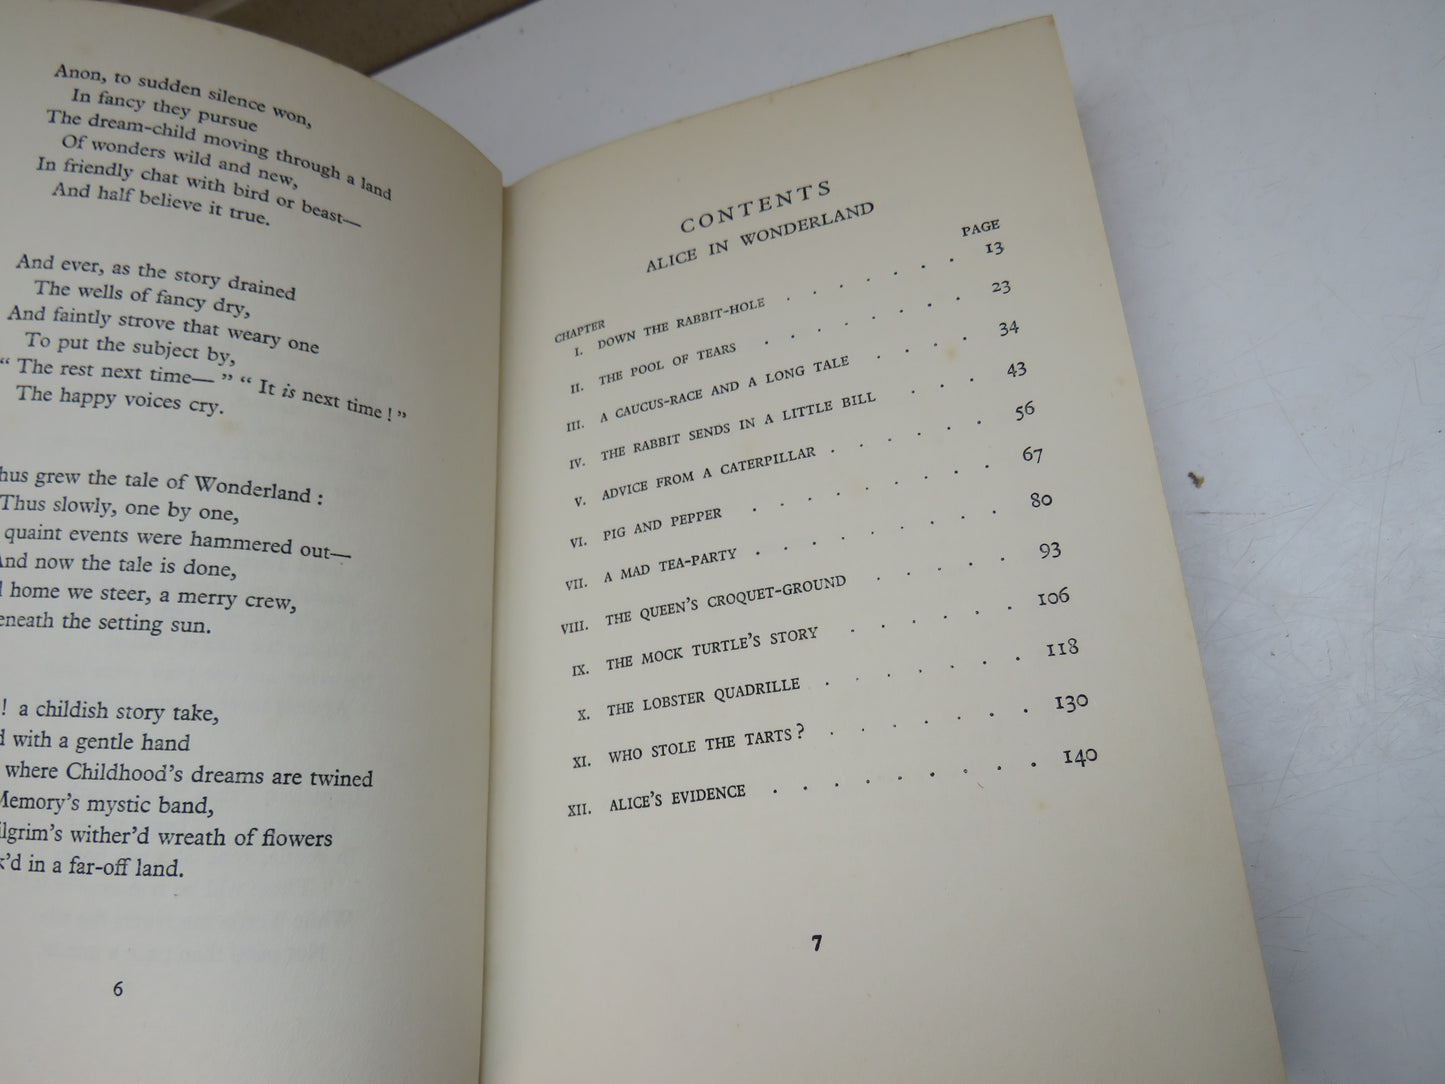 Anon, to sudden silence won,
In fancy they pursue
The dream-child moving through a land
Of wonders wild and new,
In friendly chat with bird or beast—
And half believe it true.
And ever, as the story drained
The wells of fancy dry,
And faintly strove that weary one
To put the subject by,
“ The rest next time— ” “ It is next time ! ”
The happy voices cry.
hus grew the tale of Wonderland :
Thus slowly, one by one,
quaint events were hammered out—
And now the tale is done,
home we steer, a merry crew,
eneath the setting sun.
! a childish story take,
with a gentle hand
where Childhood’s dreams are twined
Memory’s mystic band,
ilgrim’s wither’d wreath of flowers
k’d in a far-off land.
6
CONTENTS
ALICE IN WONDERLAND
CHAPTER PAGE
I. DOWN THE RABBIT-HOLE . . . . . . . 13
II. THE POOL OF TEARS . . . . . . . . 23
III. A CAUCUS-RACE AND A LONG TALE . . . . 34
IV. THE RABBIT SENDS IN A LITTLE BILL . . . 43
V. ADVICE FROM A CATERPILLAR . . . . . . 56
VI. PIG AND PEPPER . . . . . . . . . 67
VII. A MAD TEA-PARTY . . . . . . . . . 80
VIII. THE QUEEN’S CROQUET-GROUND . . . . . 93
IX. THE MOCK TURTLE’S STORY . . . . . . 106
X. THE LOBSTER QUADRILLE . . . . . . . 118
XI. WHO STOLE THE TARTS ? . . . . . . . 130
XII. ALICE’S EVIDENCE . . . . . . . . . 140
7